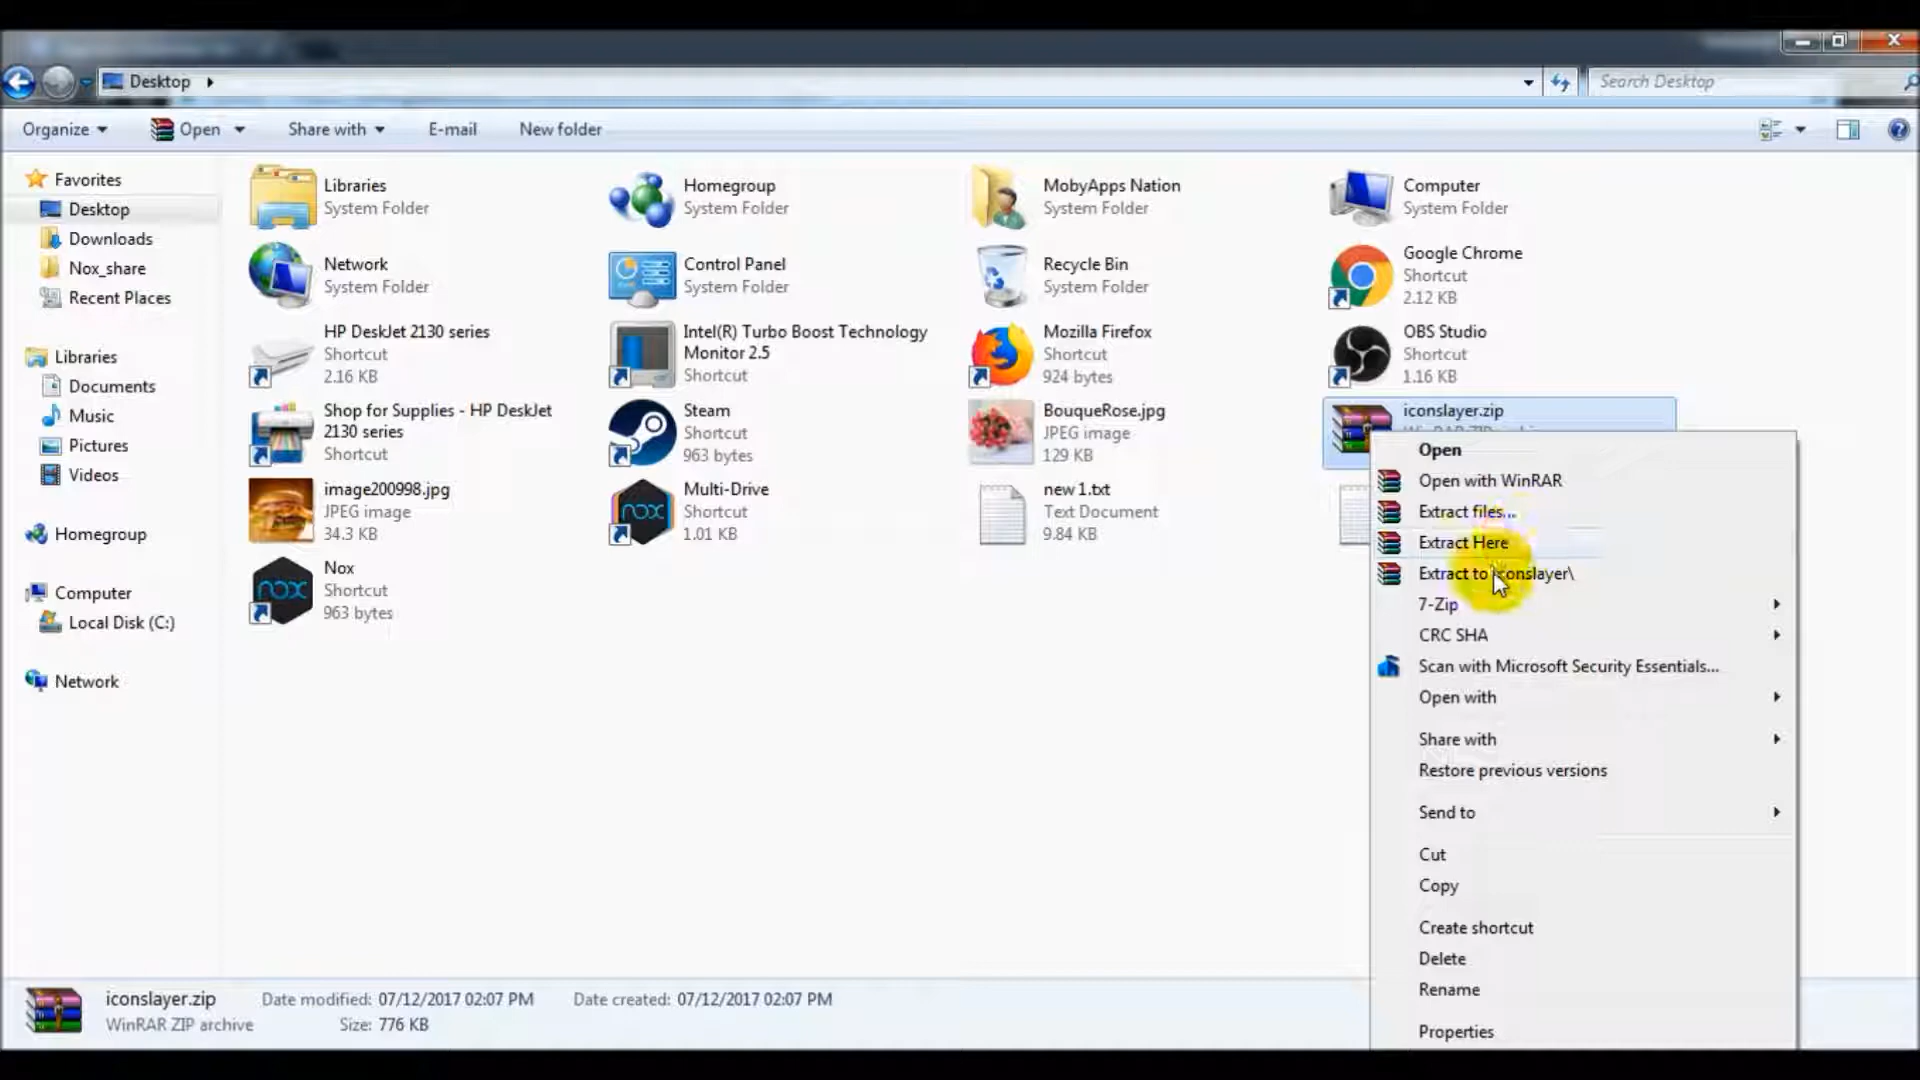 Desktop
Search Desktop
Organize
Open
Share with
E-mail
New folder
Favorites
Desktop
Downloads
Nox_share
Recent Places
Libraries
Documents
Music
Pictures
Videos
Homegroup
Computer
Local Disk (C:)
Network
Libraries
System Folder
Homegroup
System Folder
MobyApps Nation
System Folder
Computer
System Folder
Network
System Folder
Control Panel
System Folder
Recycle Bin
System Folder
Google Chrome
Shortcut
2.12 KB
HP DeskJet 2130 series
Shortcut
2.16 KB
Intel(R) Turbo Boost Technology
Monitor 2.5
Shortcut
Mozilla Firefox
Shortcut
924 bytes
OBS Studio
Shortcut
1.16 KB
Shop for Supplies - HP DeskJet
2130 series
Shortcut
Steam
Shortcut
963 bytes
BouqueRose.jpg
JPEG image
129 KB
iconslayer.zip
image200998.jpg
JPEG image
34.3 KB
nox
Multi-Drive
Shortcut
1.01 KB
new 1.txt
Text Document
9.84 KB
nox
Nox
Shortcut
963 bytes
Open
Open with WinRAR
Extract files...
Extract Here
Extract to iconslayer\
7-Zip
CRC SHA
Scan with Microsoft Security Essentials...
Open with
Share with
Restore previous versions
Send to
Cut
Copy
Create shortcut
Delete
Rename
Properties
iconslayer.zip
Date modified: 07/12/2017 02:07 PM
Date created: 07/12/2017 02:07 PM
WinRAR ZIP archive
Size: 776 KB